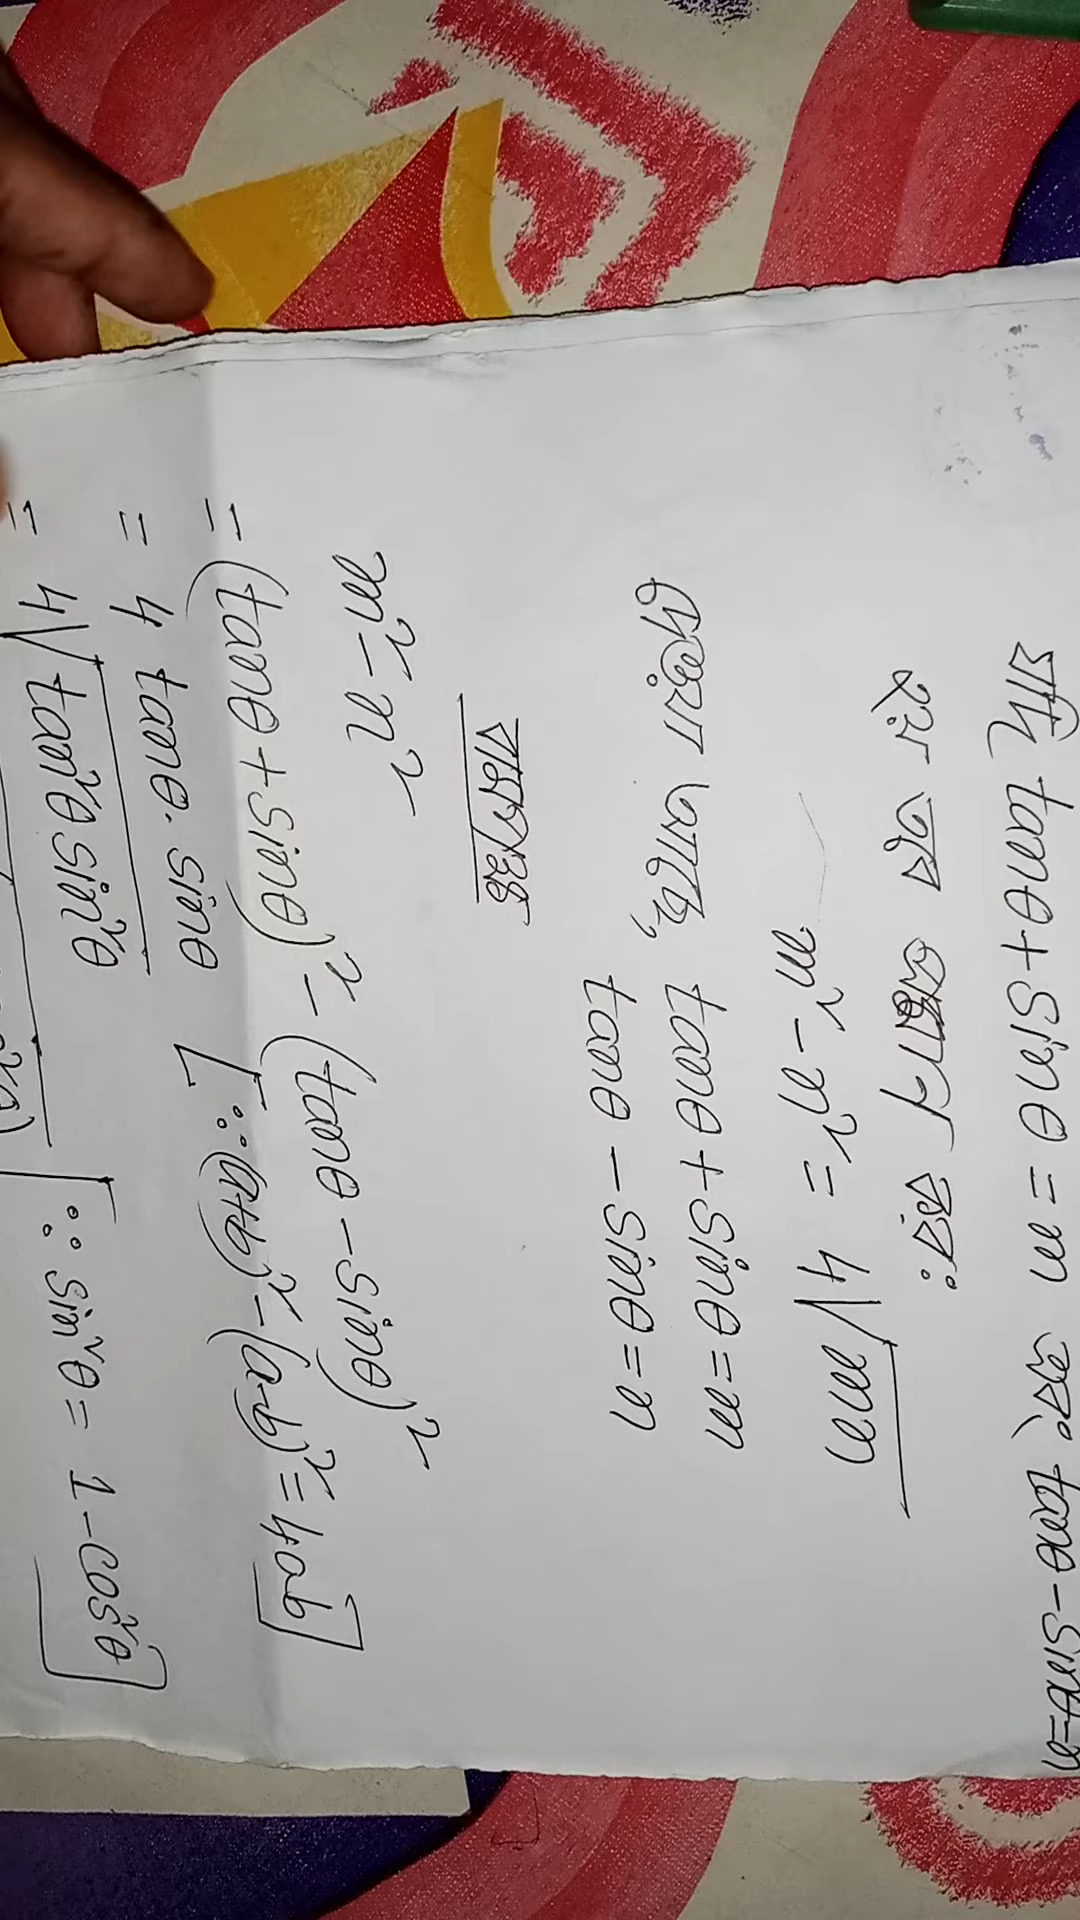 যদি tanθ + sinθ = m এবং tanθ - sinθ = n
হয় তবে প্রমাণ কর:
m² - n² = 4√mn
দেওয়া আছে, tanθ + sinθ = m
tanθ - sinθ = n
বামপক্ষ
m² - n²
= (tanθ + sinθ)² - (tanθ - sinθ)²
= 4 tanθ. sinθ [∵ (a+b)² - (a-b)² = 4ab]
= 4√tan²θ sin²θ
[∵ sin²θ = 1 - cos²θ]